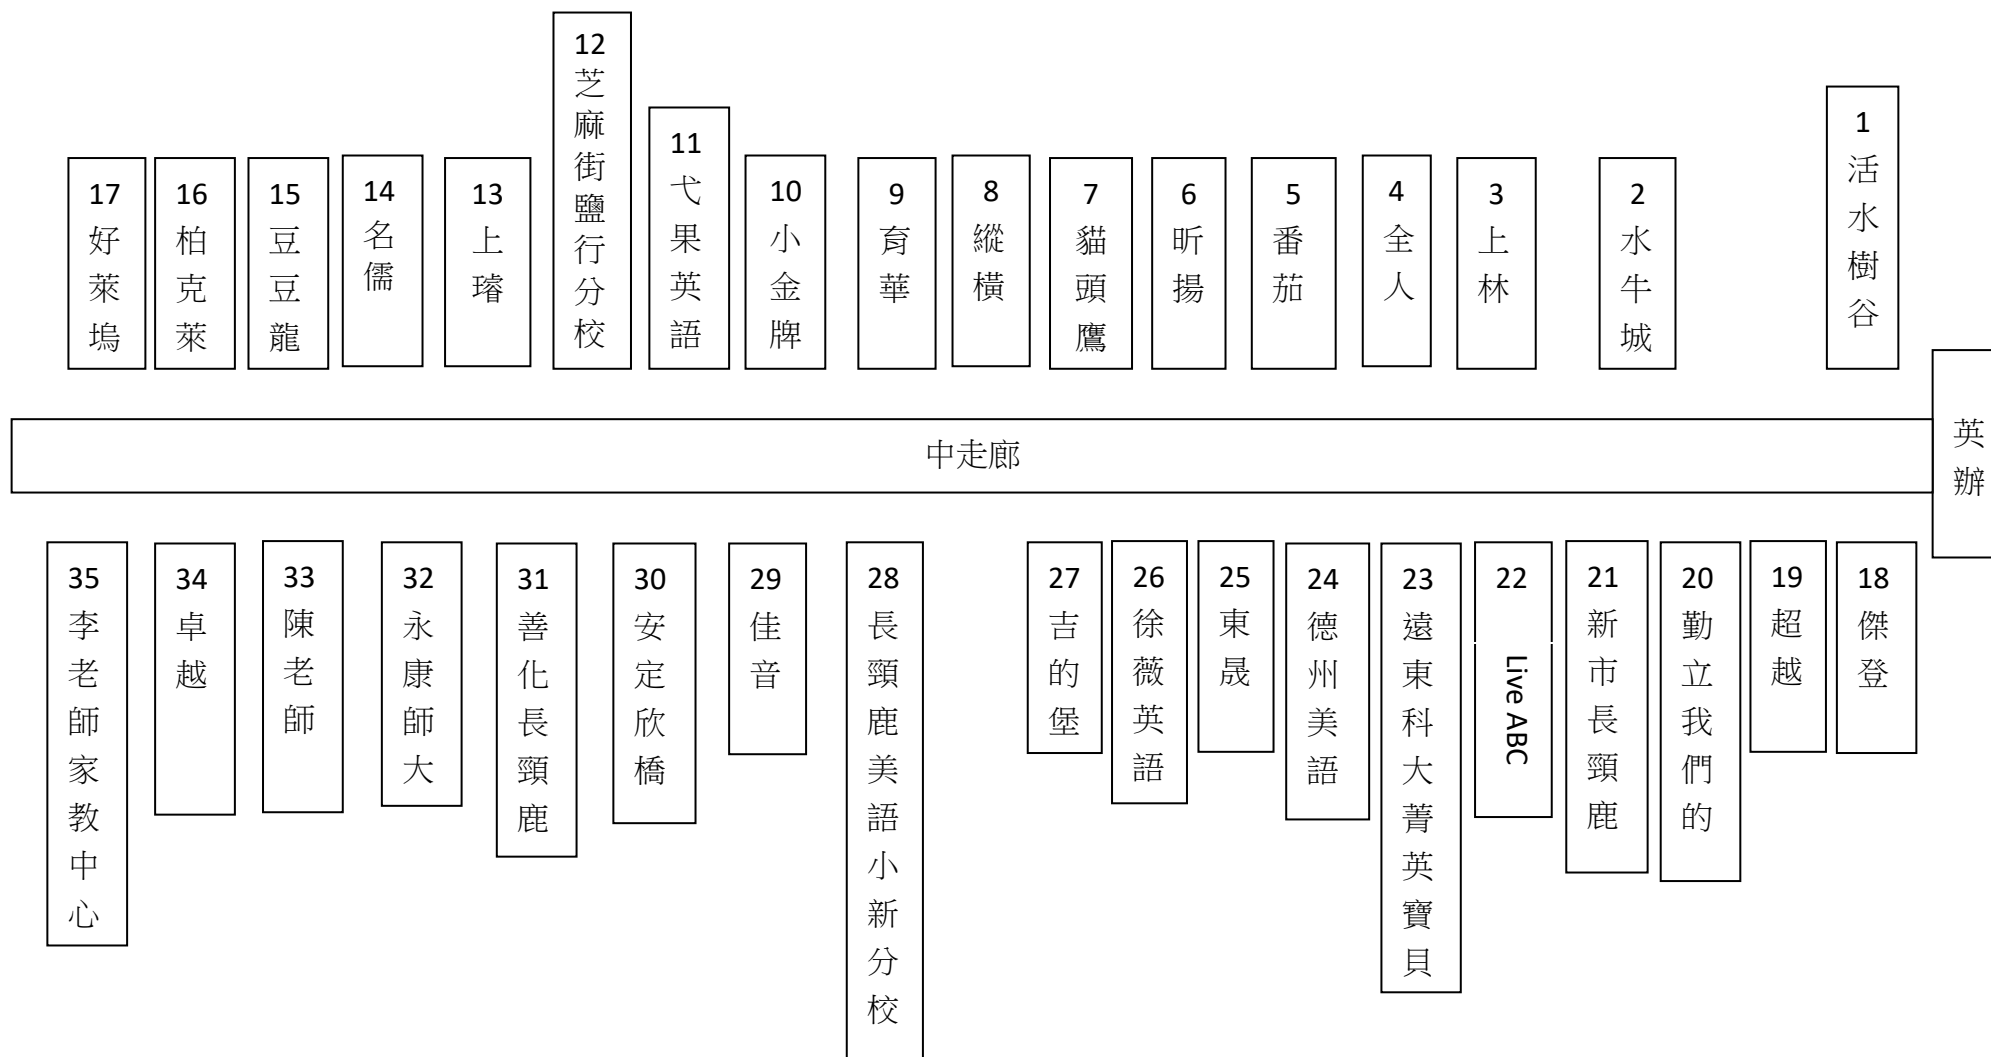 1 活水樹谷
2 水牛城
3 上林
4 全人
5 番茄
6 昕揚
7 貓頭鷹
8 縱橫
9 育華
10 小金牌
11 弋果英語
12 芝麻街鹽行分校
13 上璿
14 名儒
15 豆豆龍
16 柏克萊
17 好萊塢
中走廊
英辦
18 傑登
19 超越
20 勤立我們的
21 新市長頸鹿
22 Live ABC
23 遠東科大菁英寶貝
24 德州美語
25 東晟
26 徐薇英語
27 吉的堡
28 長頸鹿美語小新分校
29 佳音
30 安定欣橋
31 善化長頸鹿
32 永康師大
33 陳老師
34 卓越
35 李老師家教中心